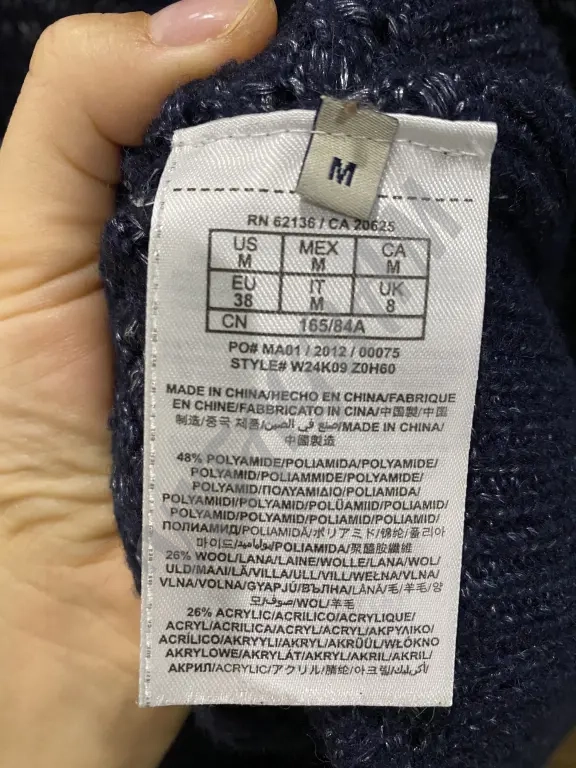 M
RN 62136 / CA 20625
US MEX CA
M M M
EU IT UK
38 M 8
CN 165/84A
PO# MA01 / 2012 / 00075
STYLE# W24K09 Z0H60
MADE IN CHINA/HECHO EN CHINA/FABRIQUE
EN CHINE/FABBRICATO IN CINA/中国製/中国
制造/중국 제품/صنع في الصين/MADE IN CHINA/
中國製造
48% POLYAMIDE/POLIAMIDA/POLYAMIDE/
POLYAMID/POLIAMMIDE/POLYAMIDE/
POLYAMID/ΠΟΛΥΑΜΙΔΙΟ/POLIAMIDA/
POLYAMIIDI/POLYAMID/POLÜAMIID/POLIAMID/
POLYAMID/POLYAMID/POLIAMID/POLYAMID/
ПОЛИАМИД/POLIAMIDĂ/ポリアミド/锦纶/폴리아
마이드/بولياميد/POLIAMIDA/聚醯胺纖維
26% WOOL/LANA/LAINE/WOLLE/LANA/WOL/
ULD/ΜΑΛΛΙ/LÃ/VILLA/ULL/VILL/WEŁNA/VLNA/
VLNA/VOLNA/GYAPJÚ/ВЪЛНА/LÂNĂ/毛/羊毛/양
모/صوف/WOL/羊毛
26% ACRYLIC/ACRILICO/ACRYLIQUE/
ACRYL/ACRILICA/ACRYL/ACRYL/ΑΚΡΥΛΙΚΟ/
ACRÍLICO/AKRYYLI/AKRYL/AKRÜÜL/WŁÓKNO
AKRYLOWE/AKRYLÁT/AKRYL/AKRIL/AKRIL/
АКРИЛ/ACRYLIC/アクリル/腈纶/아크릴/أكريليك/